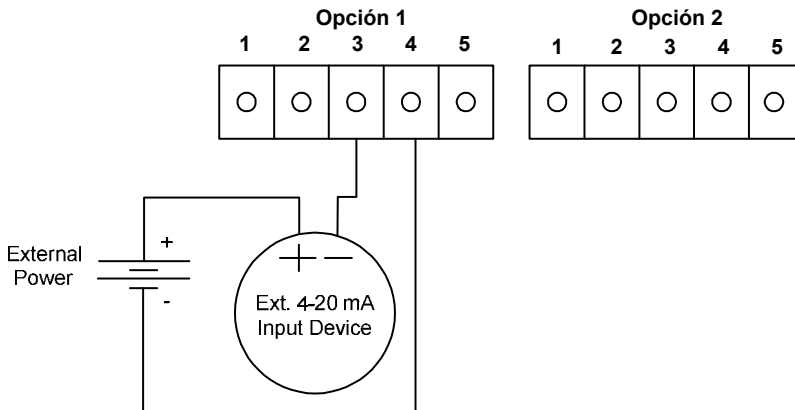 Opción 1
Opción 2
1 2 3 4 5
1 2 3 4 5
External
Power
+
-
+ −
Ext. 4-20 mA
Input Device